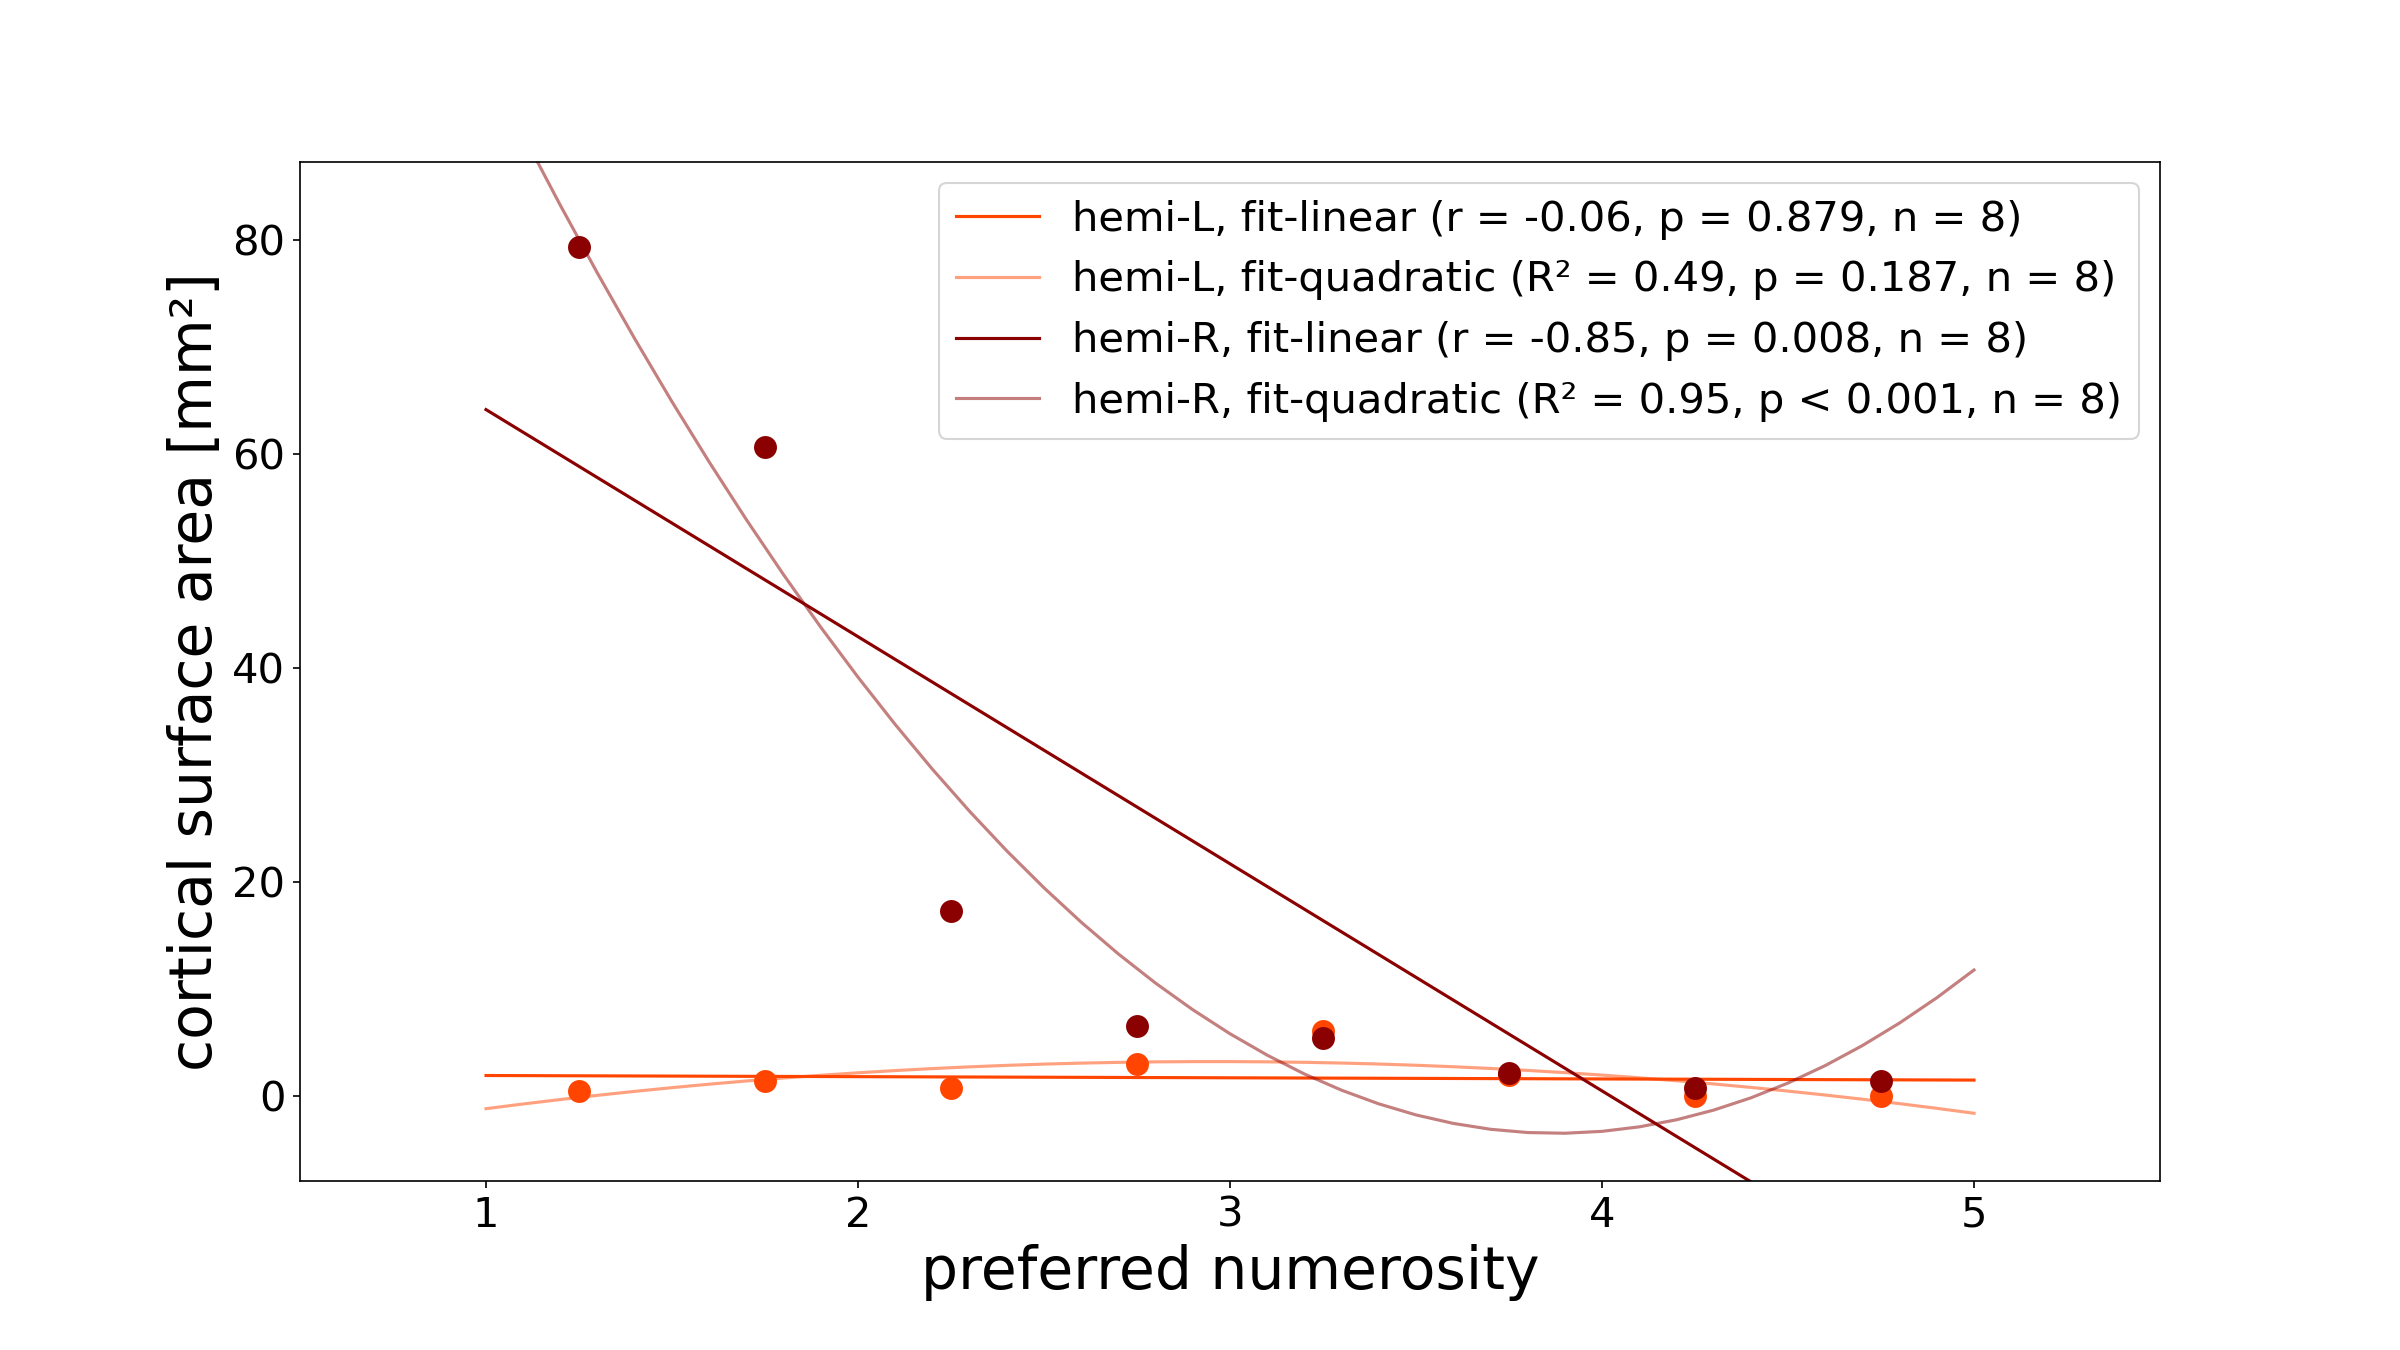 hemi-L, fit-linear (r = -0.06, p = 0.879, n = 8)
hemi-L, fit-quadratic (R² = 0.49, p = 0.187, n = 8)
hemi-R, fit-linear (r = -0.85, p = 0.008, n = 8)
hemi-R, fit-quadratic (R² = 0.95, p < 0.001, n = 8)
cortical surface area [mm²]
80
60
40
20
0
1 2 3 4 5
preferred numerosity